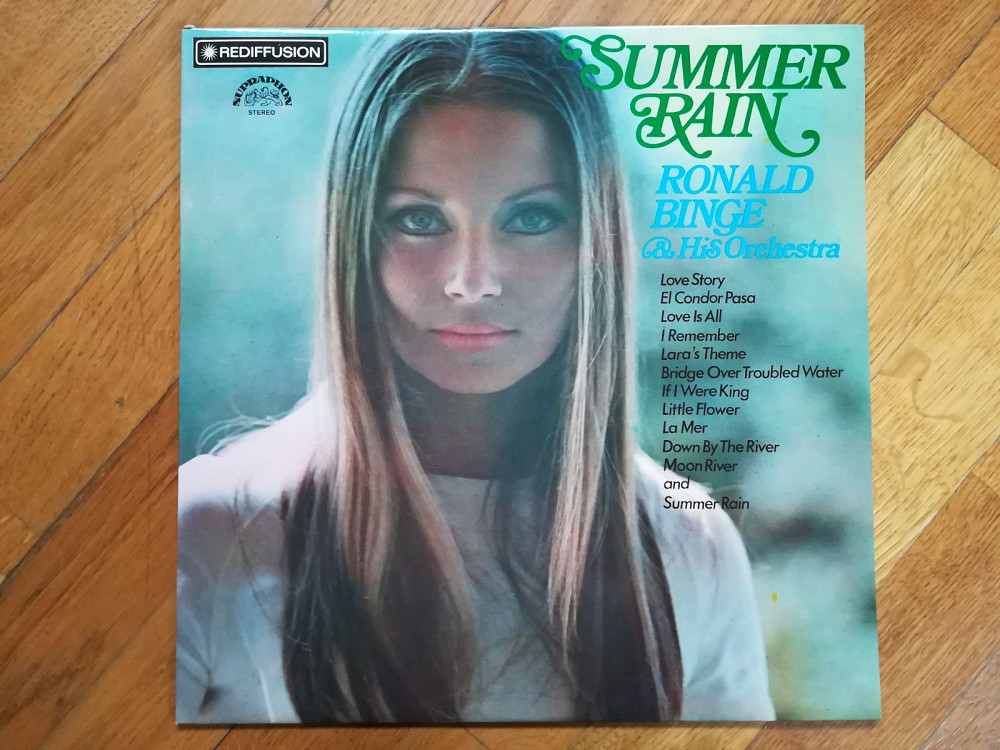 REDIFFUSION
SUPRAPHON
STEREO
SUMMER
RAIN
RONALD
BINGE
& His Orchestra
Love Story
El Condor Pasa
Love Is All
I Remember
Lara's Theme
Bridge Over Troubled Water
If I Were King
Little Flower
La Mer
Down By The River
Moon River
and
Summer Rain